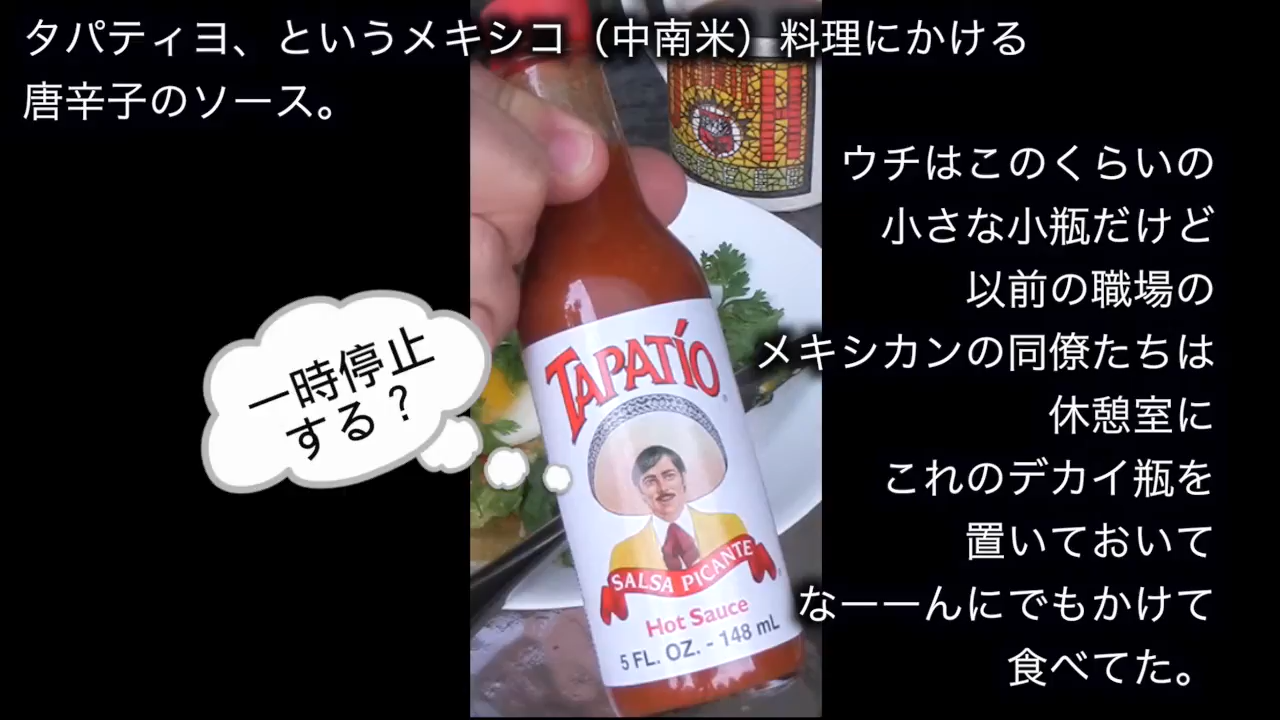 タパティヨ、というメキシコ（中南米）料理にかける
唐辛子のソース。
ウチはこのくらいの
小さな小瓶だけど
以前の職場の
メキシカンの同僚たちは
休憩室に
これのデカイ瓶を
置いておいて
なーーんにでもかけて
食べてた。
一時停止
する？
TAPATÍO
SALSA PICANTE
Hot Sauce
5 FL. OZ. - 148 mL